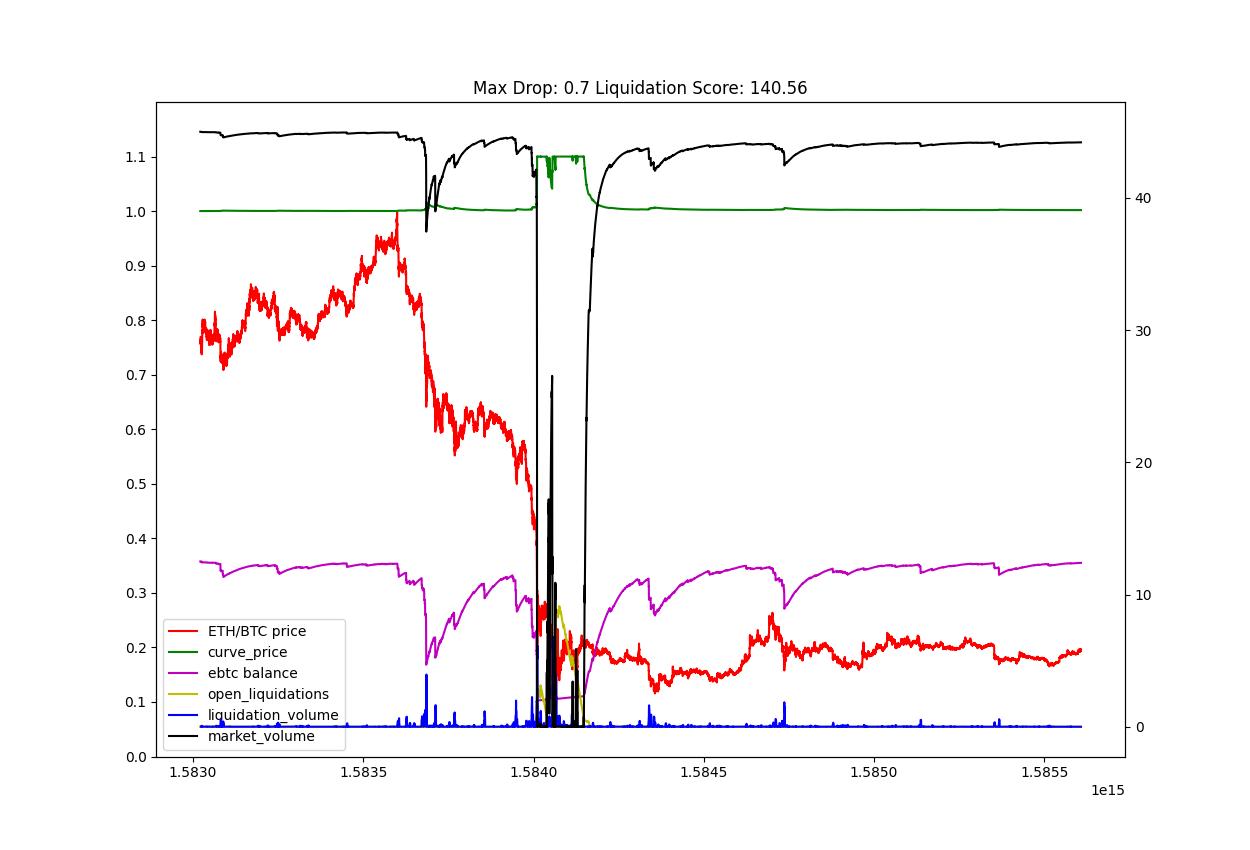 Max Drop: 0.7 Liquidation Score: 140.56
1.1
1.0
0.9
0.8
0.7
0.6
0.5
0.4
0.3
0.2
0.1
0.0
40
30
20
10
0
ETH/BTC price
curve_price
ebtc balance
open_liquidations
liquidation_volume
market_volume
1.5830 1.5835 1.5840 1.5845 1.5850 1.5855
1e15